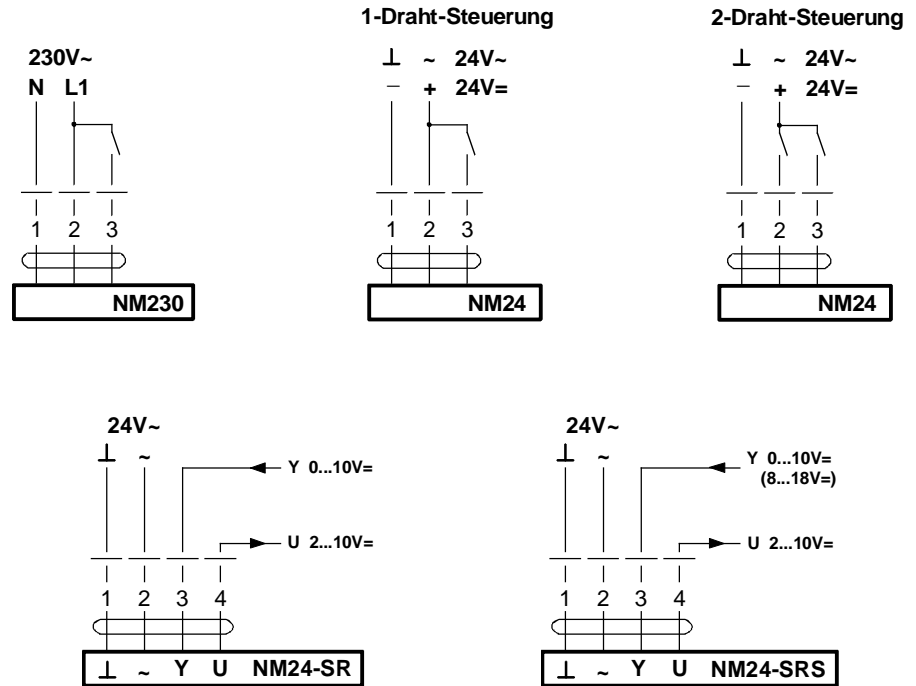 1-Draht-Steuerung
2-Draht-Steuerung
230V~
N L1
1 2 3
NM230
⊥ ~ 24V~
− + 24V=
1 2 3
NM24
⊥ ~ 24V~
− + 24V=
1 2 3
NM24
24V~
⊥ ~
Y 0...10V=
U 2...10V=
1 2 3 4
⊥ ~ Y U NM24-SR
24V~
⊥ ~
Y 0...10V=
(8...18V=)
U 2...10V=
1 2 3 4
⊥ ~ Y U NM24-SRS